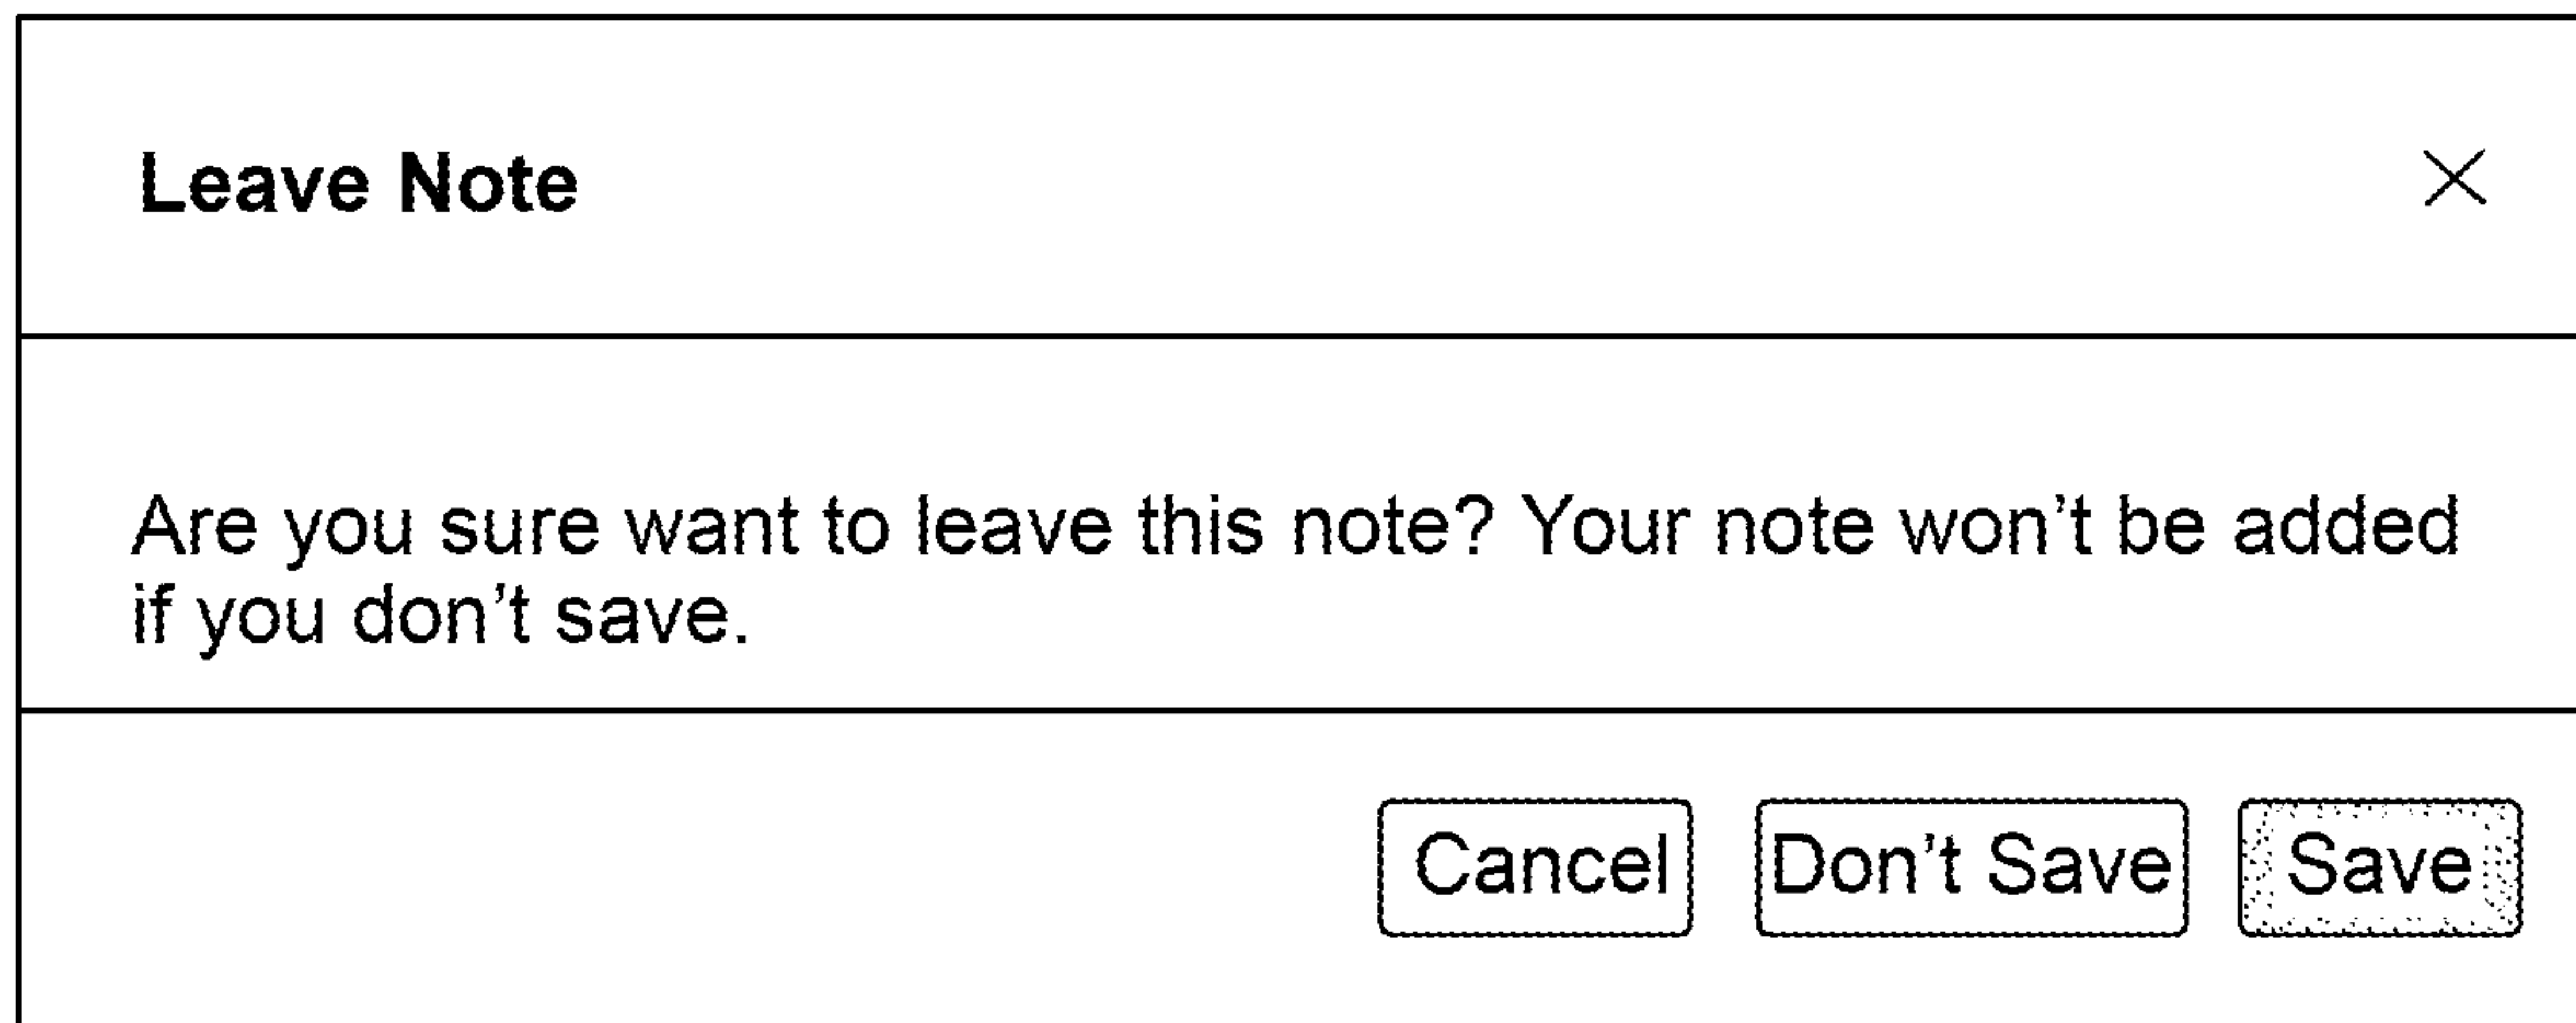 Leave Note
Are you sure want to leave this note? Your note won’t be added
if you don’t save.
Cancel Don’t Save Save